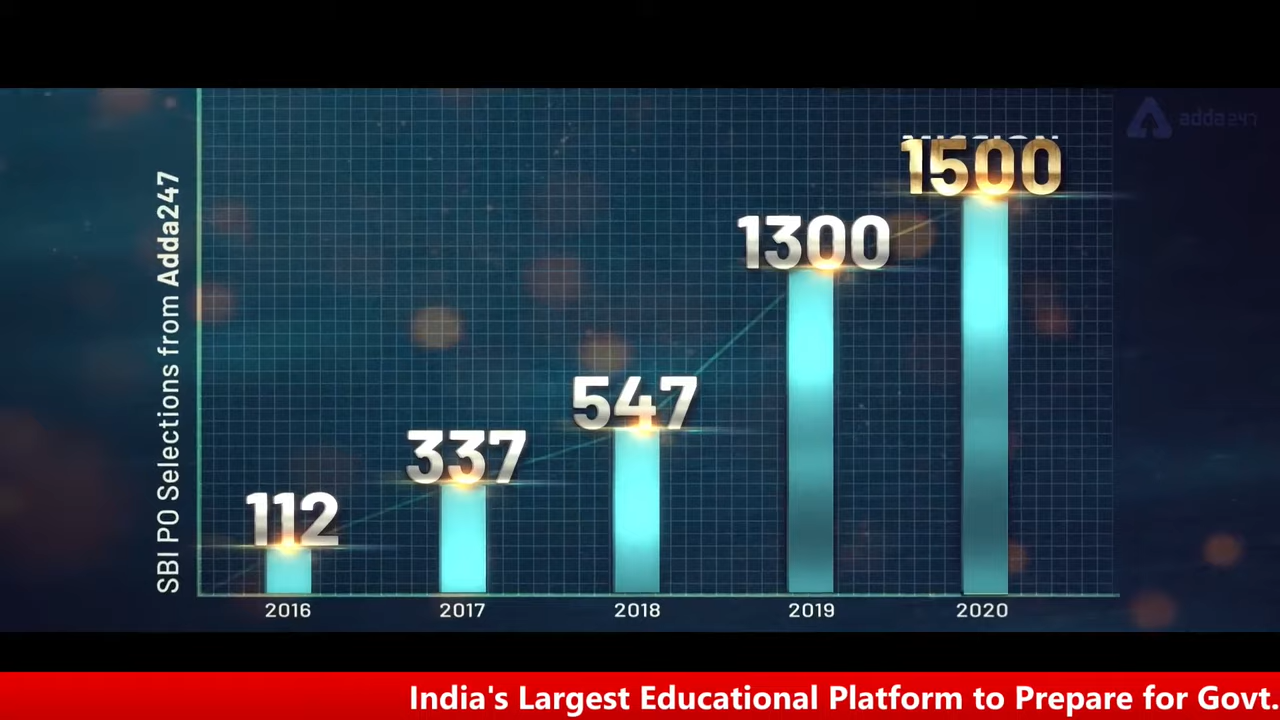 adda247
MISSION
1500
1300
547
337
112
SBI PO Selections from Adda247
2016 2017 2018 2019 2020
India's Largest Educational Platform to Prepare for Govt.